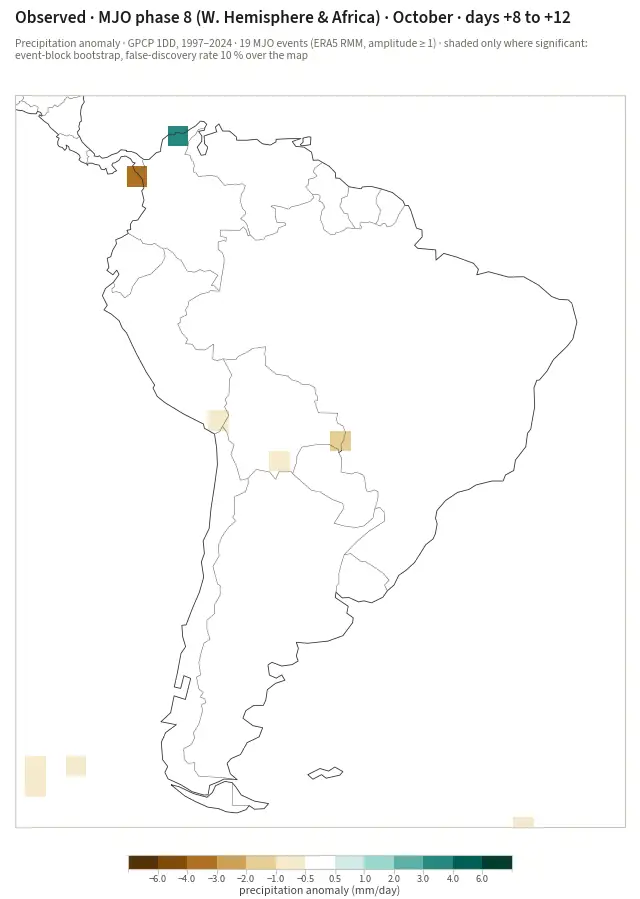 Observed · MJO phase 8 (W. Hemisphere & Africa) · October · days +8 to +12
Precipitation anomaly · GPCP 1DD, 1997–2024 · 19 MJO events (ERA5 RMM, amplitude ≥ 1) · shaded only where significant:
event-block bootstrap, false-discovery rate 10 % over the map
−6.0 −4.0 −3.0 −2.0 −1.0 −0.5 0.5 1.0 2.0 3.0 4.0 6.0
precipitation anomaly (mm/day)